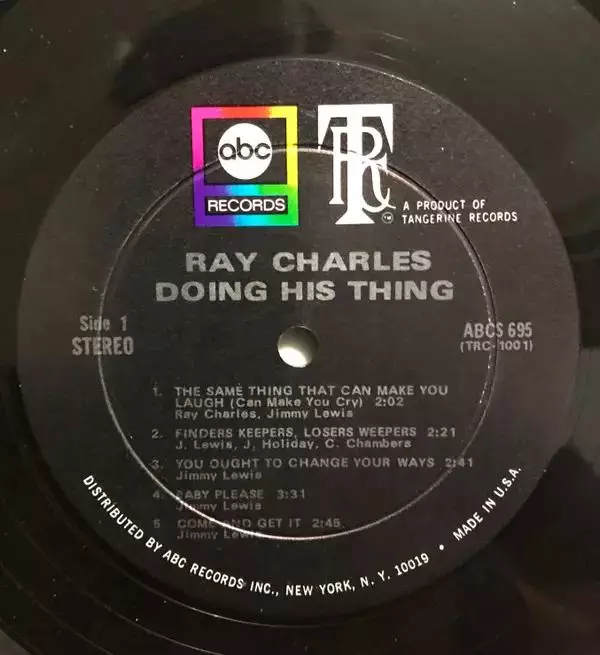 abc
RECORDS
TRC
TM
A PRODUCT OF
TANGERINE RECORDS
RAY CHARLES
DOING HIS THING
Side 1
STEREO
ABCS 695
(TRC-1001)
1. THE SAME THING THAT CAN MAKE YOU
LAUGH (Can Make You Cry) 2:02
Ray Charles, Jimmy Lewis
2. FINDERS KEEPERS, LOSERS WEEPERS 2:21
J. Lewis, J. Holiday, C. Chambers
3. YOU OUGHT TO CHANGE YOUR WAYS 2:41
Jimmy Lewis
4. BABY PLEASE 3:31
Jimmy Lewis
5. COME AND GET IT 2:45
Jimmy Lewis
DISTRIBUTED BY ABC RECORDS INC., NEW YORK, N. Y. 10019 • MADE IN U.S.A.